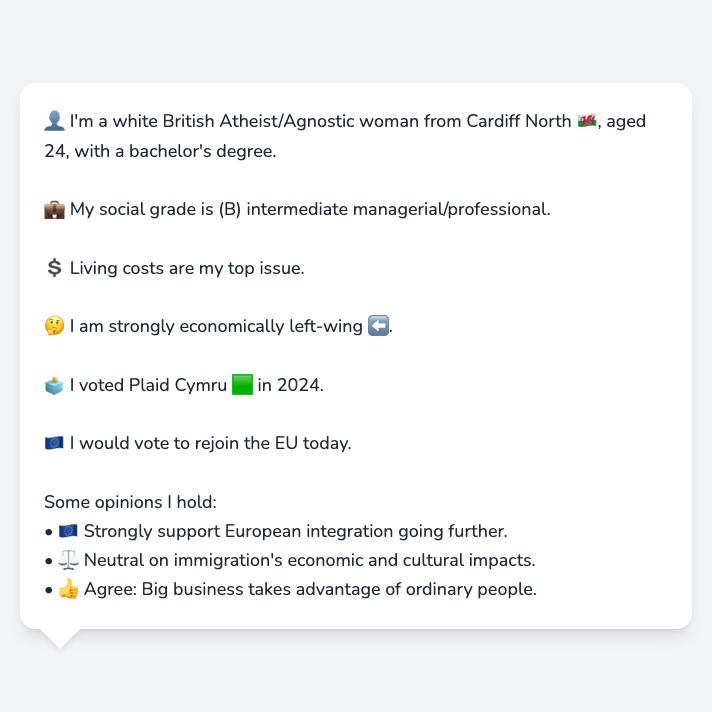 👤 I'm a white British Atheist/Agnostic woman from Cardiff North 🏴󠁧󠁢󠁷󠁬󠁳󠁿, aged
24, with a bachelor's degree.
💼 My social grade is (B) intermediate managerial/professional.
💲 Living costs are my top issue.
🤔 I am strongly economically left-wing ⬅️.
🗳️ I voted Plaid Cymru 🟩 in 2024.
🇪🇺 I would vote to rejoin the EU today.
Some opinions I hold:
• 🇪🇺 Strongly support European integration going further.
• ⚖️ Neutral on immigration's economic and cultural impacts.
• 👍 Agree: Big business takes advantage of ordinary people.